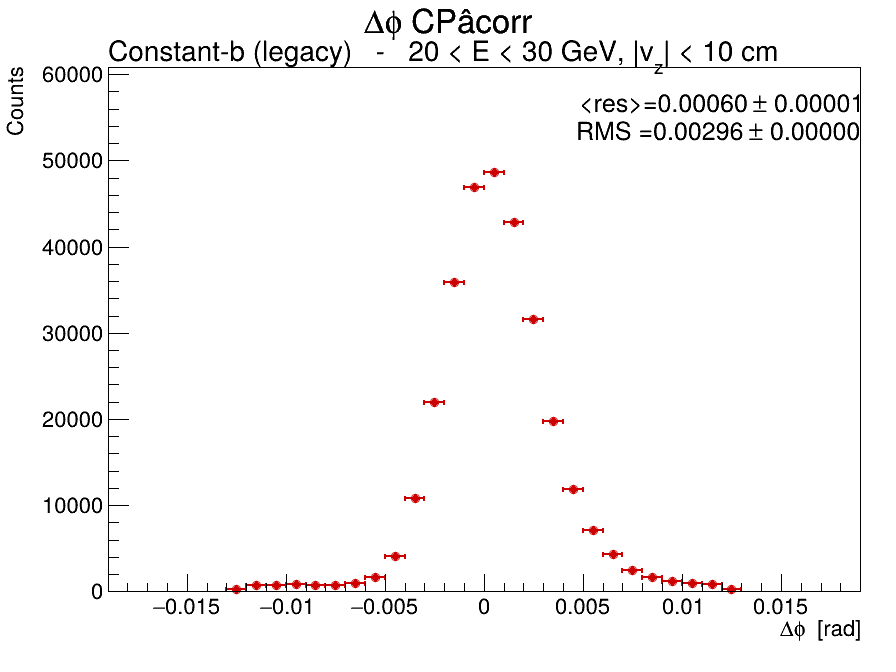 Δϕ CPâcorr
Constant-b (legacy) - 20 < E < 30 GeV, |v_z| < 10 cm
<res>=0.00060 ± 0.00001
RMS =0.00296 ± 0.00000
Counts
60000
50000
40000
30000
20000
10000
0
−0.015 −0.01 −0.005 0 0.005 0.01 0.015
Δϕ [rad]